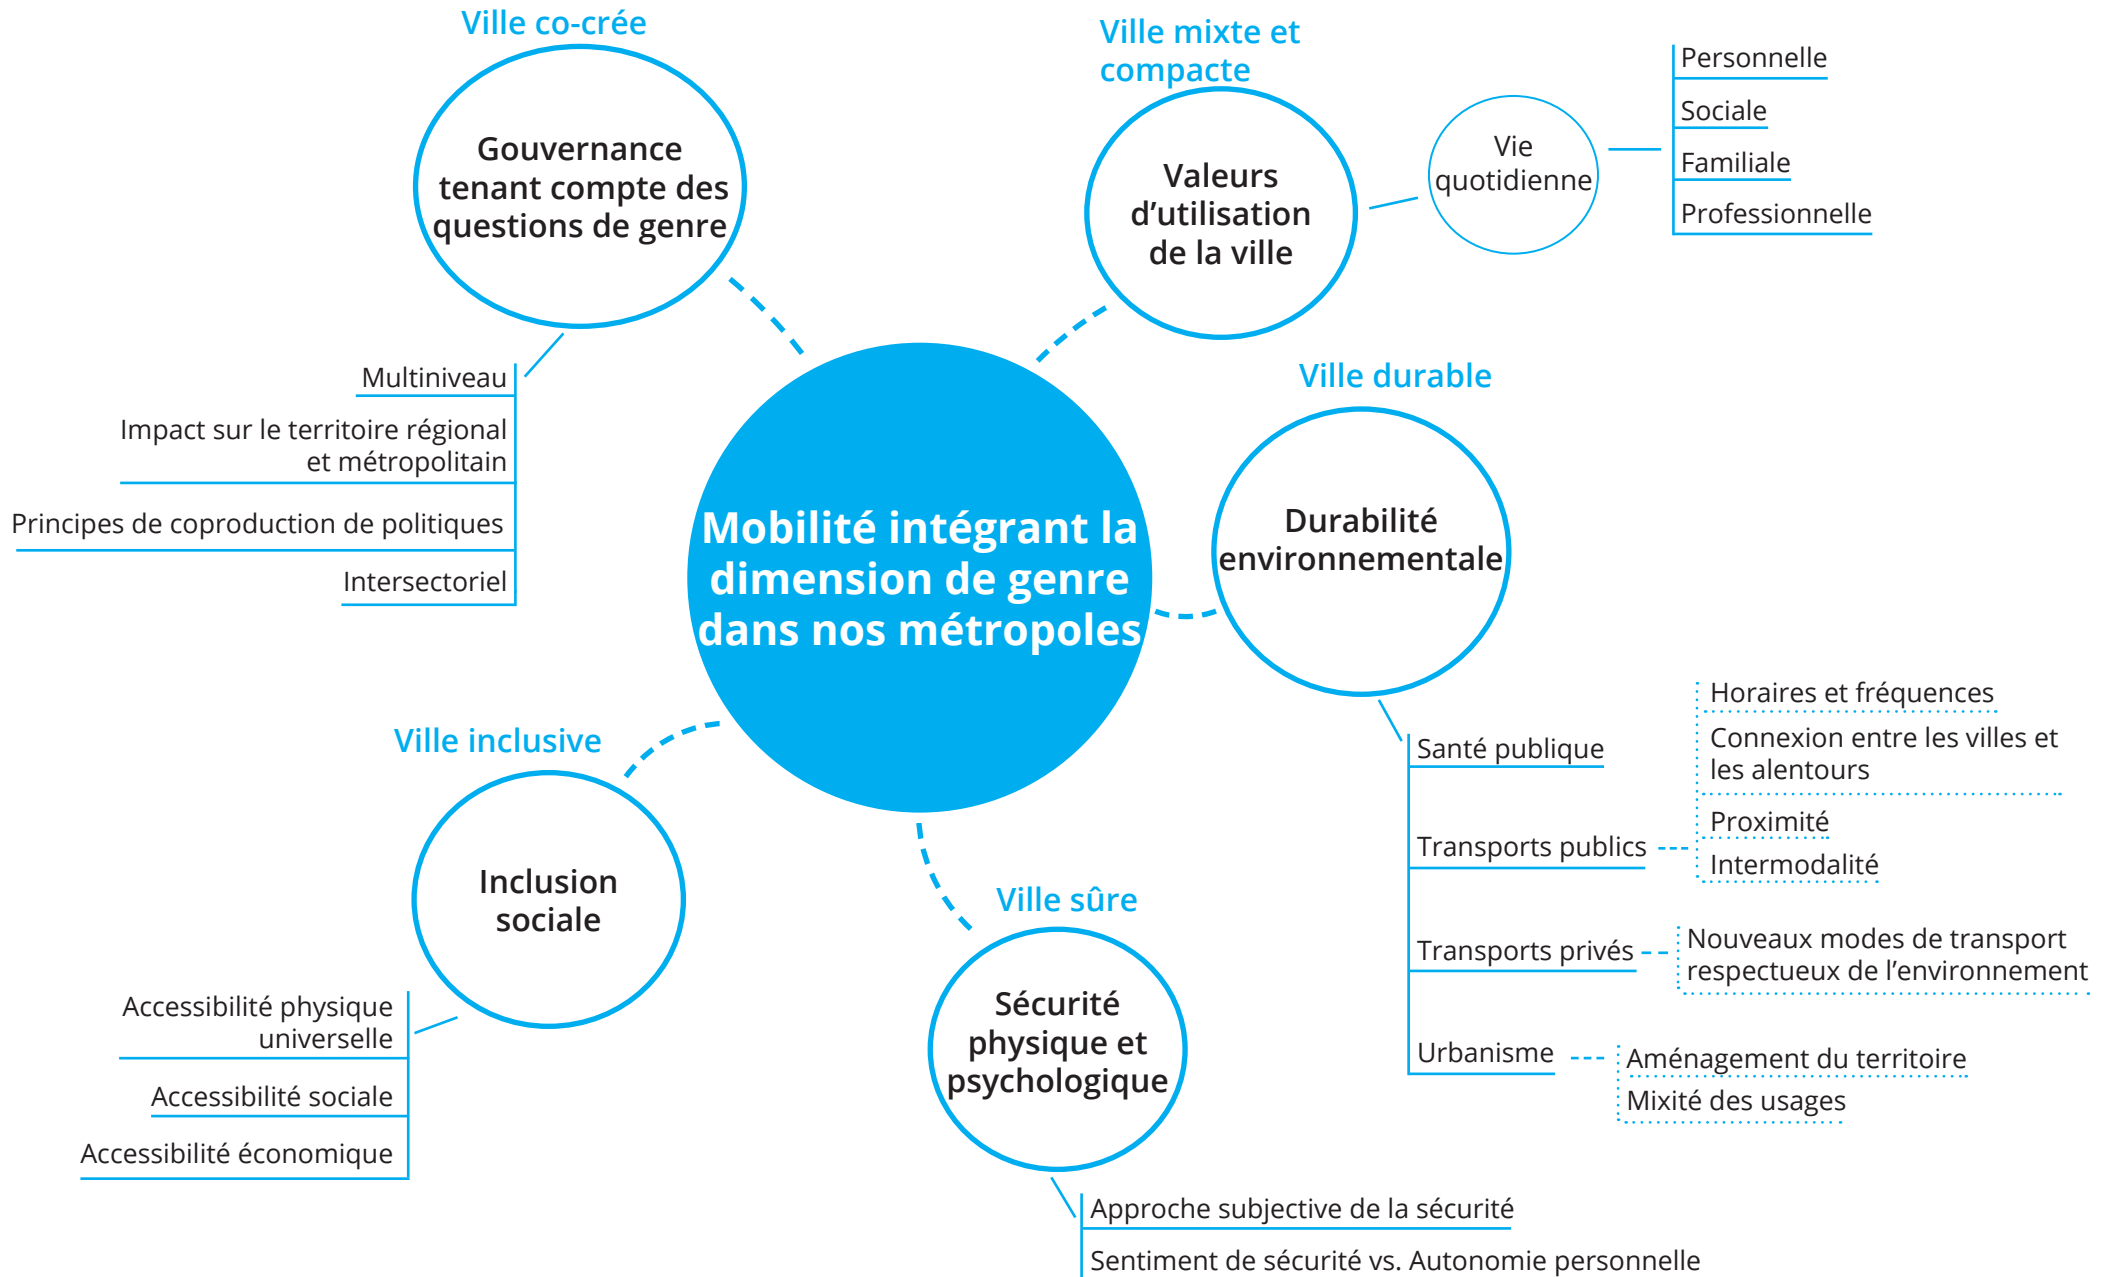 Ville co-crée
Gouvernance
tenant compte des
questions de genre
Multiniveau
Impact sur le territoire régional
et métropolitain
Principes de coproduction de politiques
Intersectoriel
Ville mixte et
compacte
Valeurs
d’utilisation
de la ville
Vie
quotidienne
Personnelle
Sociale
Familiale
Professionnelle
Mobilité intégrant la
dimension de genre
dans nos métropoles
Ville durable
Durabilité
environnementale
Santé publique
Transports publics
Horaires et fréquences
Connexion entre les villes et
les alentours
Proximité
Intermodalité
Transports privés
Nouveaux modes de transport
respectueux de l’environnement
Urbanisme
Aménagement du territoire
Mixité des usages
Ville inclusive
Inclusion
sociale
Accessibilité physique
universelle
Accessibilité sociale
Accessibilité économique
Ville sûre
Sécurité
physique et
psychologique
Approche subjective de la sécurité
Sentiment de sécurité vs. Autonomie personnelle